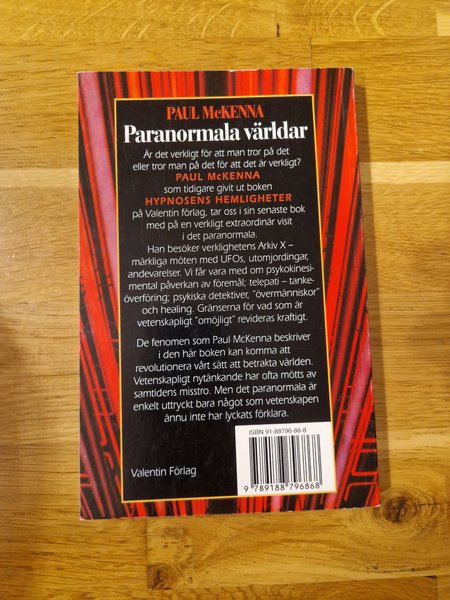 PAUL McKENNA
Paranormala världar
Är det verkligt för att man tror på det
eller tror man på det för att det är verkligt?
PAUL McKENNA
som tidigare givit ut boken
HYPNOSENS HEMLIGHETER
på Valentin förlag, tar oss i sin senaste bok
med på en verkligt extraordinär visit
i det paranormala.
Han besöker verklighetens Arkiv X –
märkliga möten med UFOs, utomjordingar,
andevarelser. Vi får vara med om psykokinesi-
mental påverkan av föremål; telepati – tanke-
överföring; psykiska detektiver, "övermänniskor"
och healing. Gränserna för vad som är
vetenskapligt "omöjligt" revideras kraftigt.
De fenomen som Paul McKenna beskriver
i den här boken kan komma att
revolutionera vårt sätt att betrakta världen.
Vetenskapligt nytänkande har ofta mötts av
samtidens misstro. Men det paranormala är
enkelt uttryckt bara något som vetenskapen
ännu inte har lyckats förklara.
Valentin Förlag
ISBN 91-88796-86-8
9 789188 796868